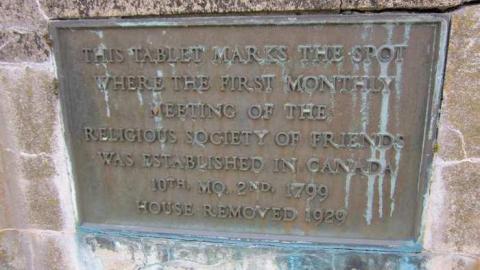 THIS TABLET MARKS THE SPOT
WHERE THE FIRST MONTHLY
MEETING OF THE
RELIGIOUS SOCIETY OF FRIENDS
WAS ESTABLISHED IN CANADA
10TH. MO. 2ND. 1799
HOUSE REMOVED 1929